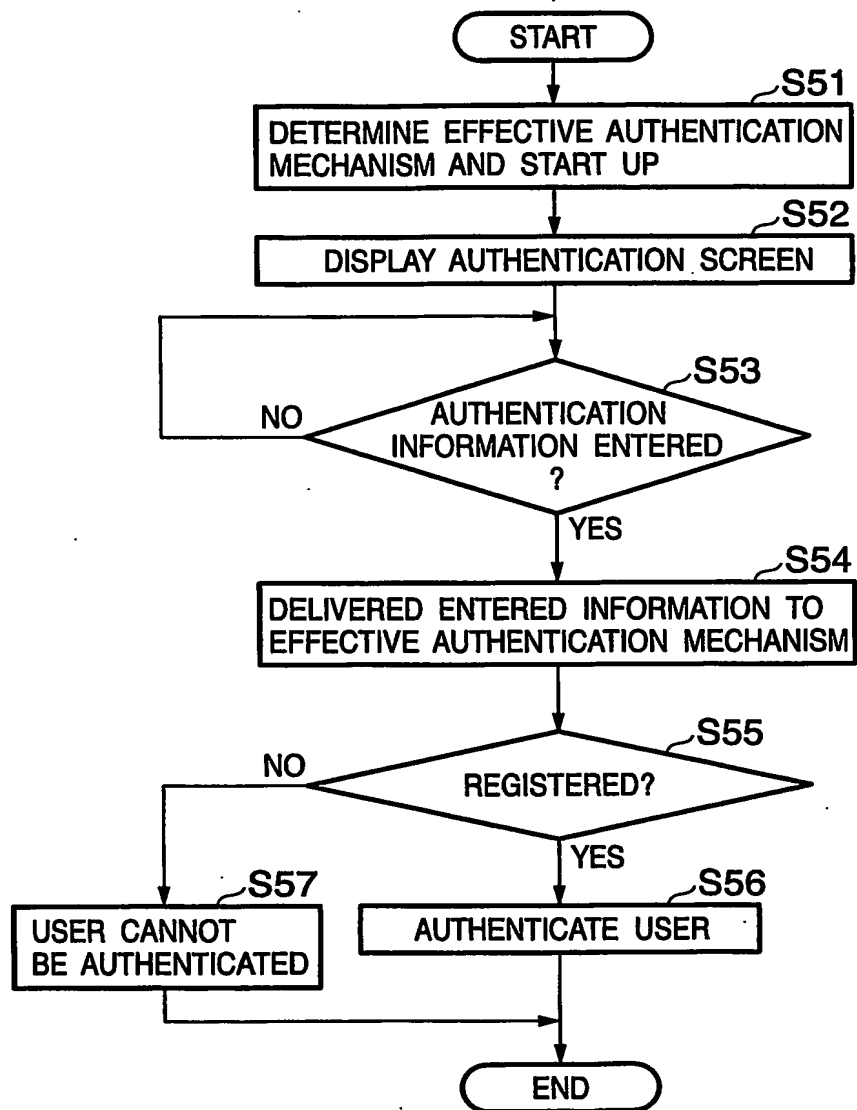 START
S51
DETERMINE EFFECTIVE AUTHENTICATION
MECHANISM AND START UP
S52
DISPLAY AUTHENTICATION SCREEN
S53
NO
AUTHENTICATION
INFORMATION ENTERED
?
YES
S54
DELIVERED ENTERED INFORMATION TO
EFFECTIVE AUTHENTICATION MECHANISM
S55
NO
REGISTERED?
YES
S57
S56
USER CANNOT
BE AUTHENTICATED
AUTHENTICATE USER
END